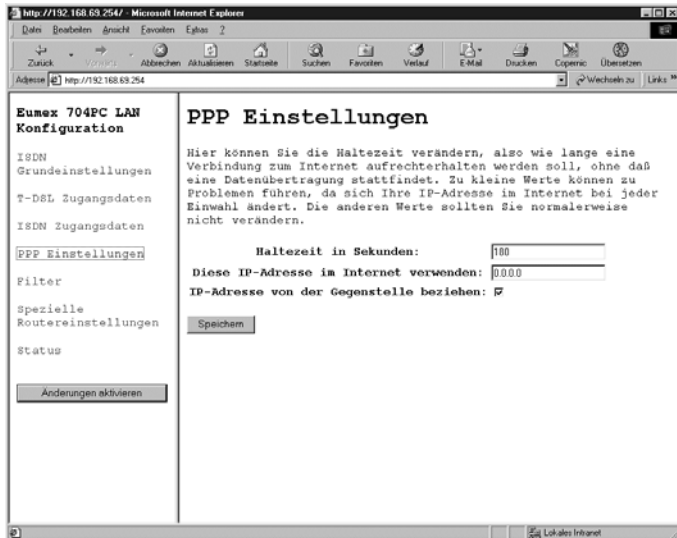 http://192.168.69.254/ - Microsoft Internet Explorer
Datei Bearbeiten Ansicht Favoriten Extras ?
Zurück Vorwärts Abbrechen Aktualisieren Startseite Suchen Favoriten Verlauf E-Mail Drucken Copernic Übersetzen
Adresse http://192.168.69.254 Wechseln zu Links »
Eumex 704PC LAN
Konfiguration
ISDN
Grundeinstellungen
T-DSL Zugangsdaten
ISDN Zugangsdaten
PPP Einstellungen
Filter
Spezielle
Routereinstellungen
Status
Änderungen aktivieren
PPP Einstellungen
Hier können Sie die Haltezeit verändern, also wie lange eine
Verbindung zum Internet aufrechterhalten werden soll, ohne daß
eine Datenübertragung stattfindet. Zu kleine Werte können zu
Problemen führen, da sich Ihre IP-Adresse im Internet bei jeder
Einwahl ändert. Die anderen Werte sollten Sie normalerweise
nicht verändern.
Haltezeit in Sekunden: 180
Diese IP-Adresse im Internet verwenden: 0.0.0.0
IP-Adresse von der Gegenstelle beziehen:
Speichern
Lokales Intranet